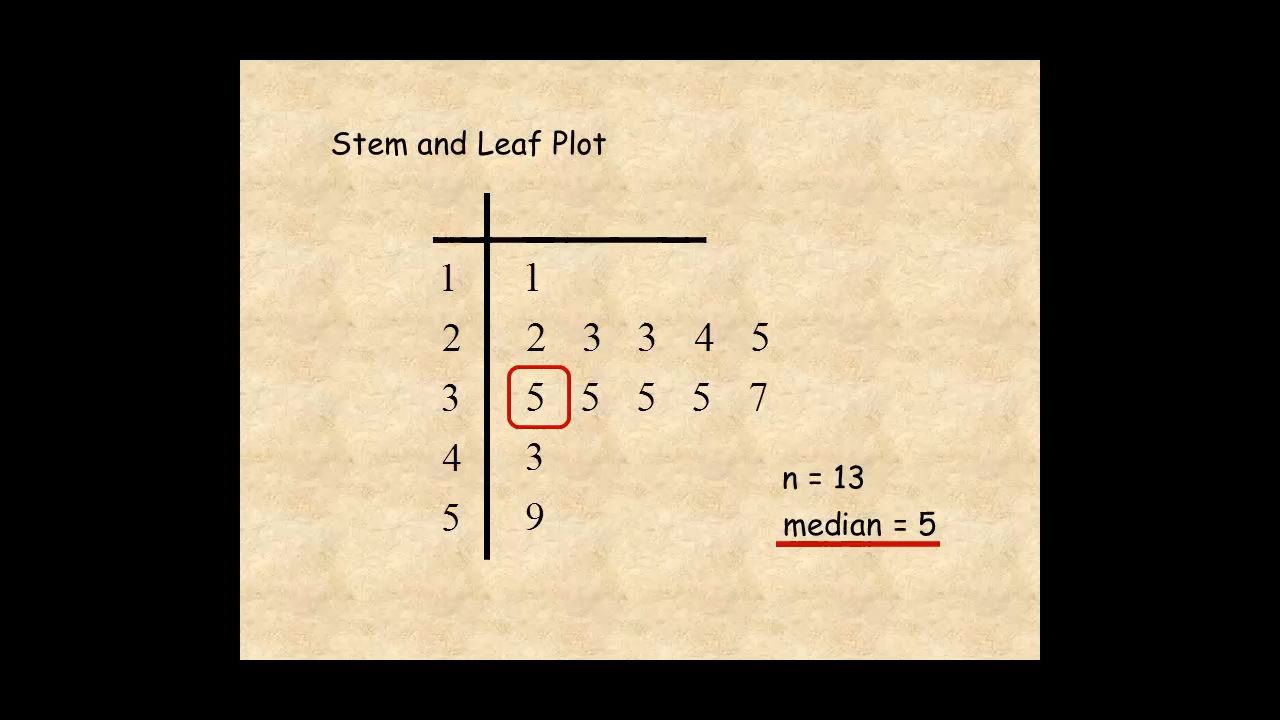 Stem and Leaf Plot
1 1
2 2 3 3 4 5
3 5 5 5 5 7
4 3
5 9
n = 13
median = 5